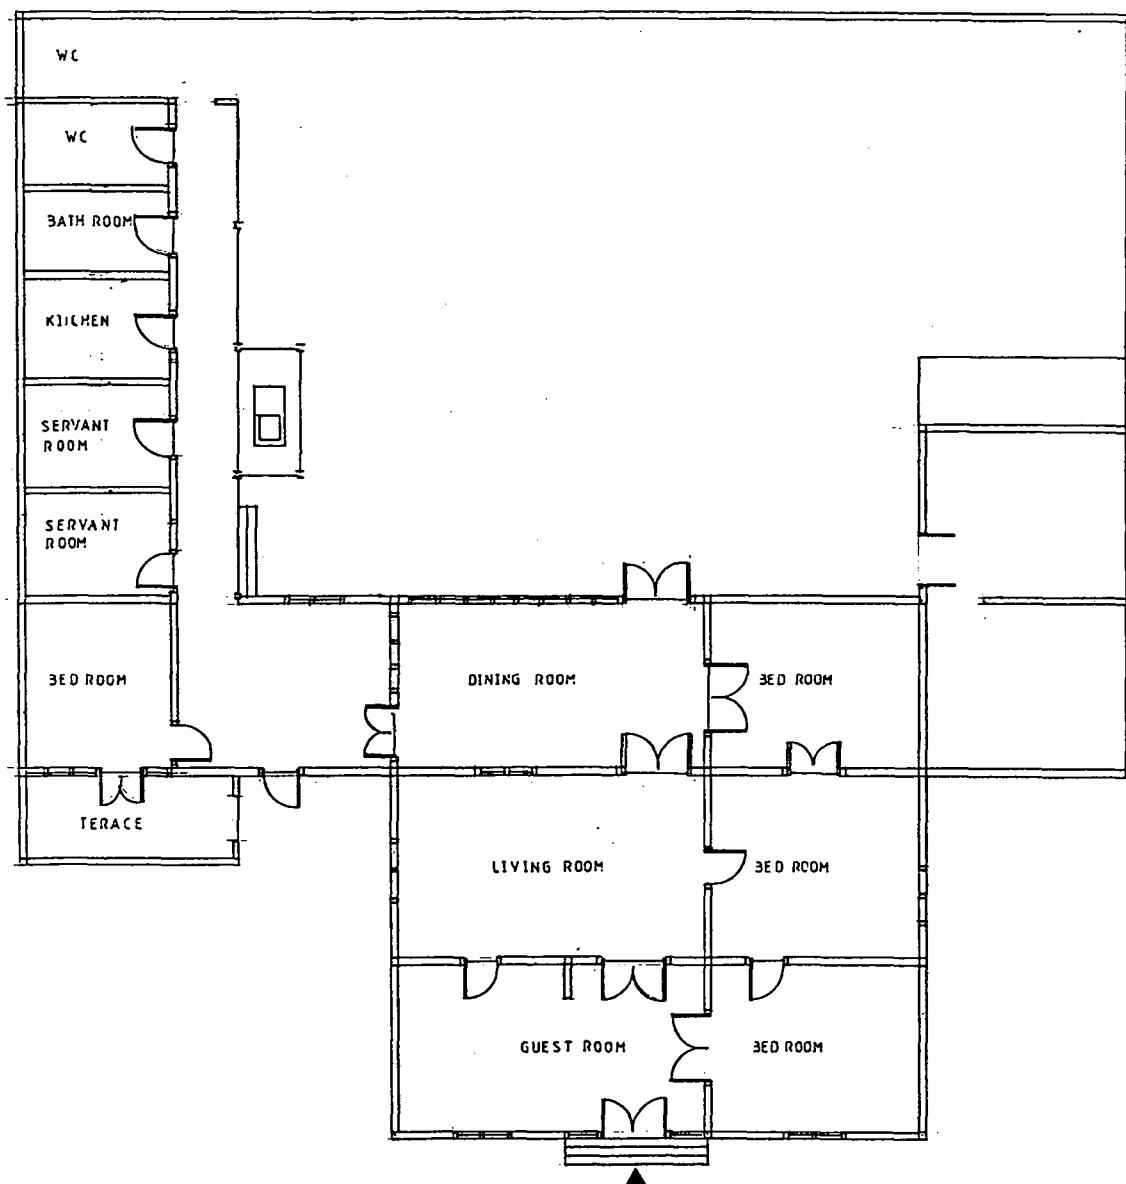 WC
WC
BATH ROOM
KITCHEN
SERVANT
ROOM
SERVANT
ROOM
BED ROOM
DINING ROOM
BED ROOM
TERACE
LIVING ROOM
BED ROOM
GUEST ROOM
BED ROOM